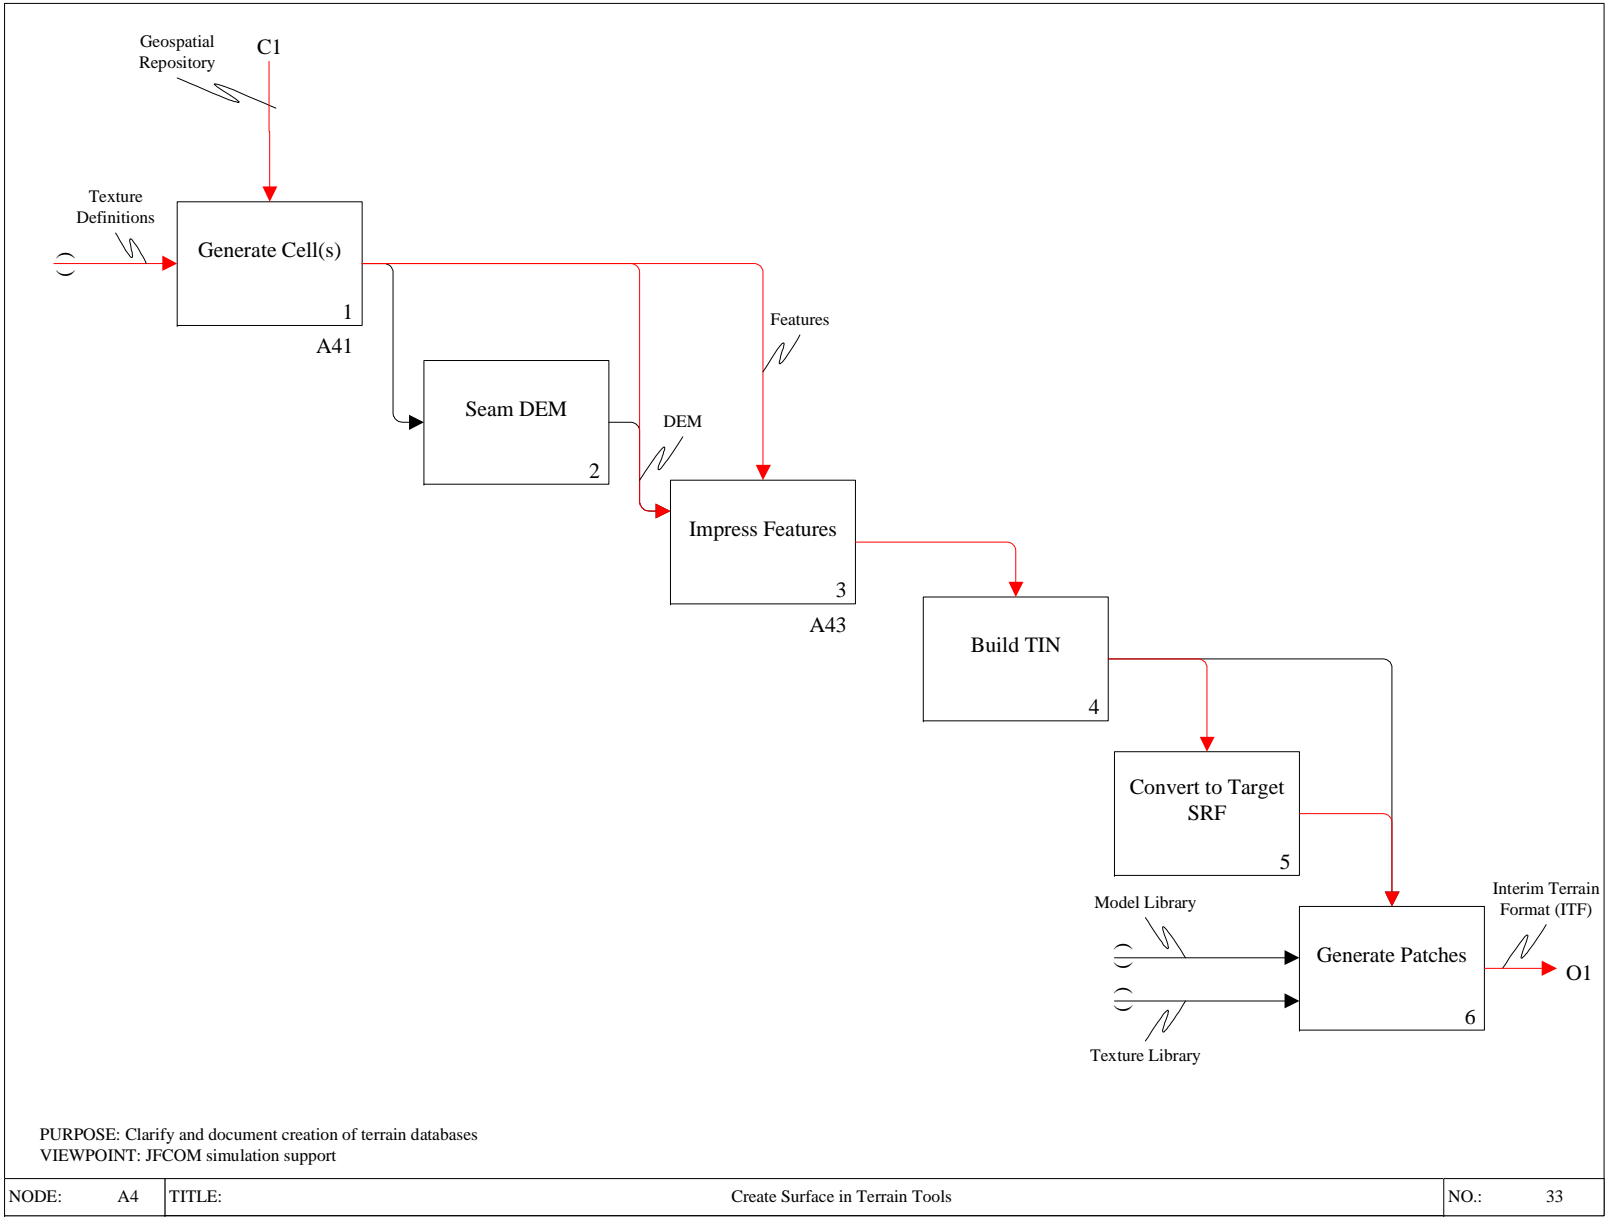 Geospatial
Repository
C1
Texture
Definitions
Generate Cell(s)
1
A41
Features
Seam DEM
2
DEM
Impress Features
3
A43
Build TIN
4
Convert to Target
SRF
5
Model Library
Interim Terrain
Format (ITF)
Generate Patches
6
O1
Texture Library
PURPOSE: Clarify and document creation of terrain databases
VIEWPOINT: JFCOM simulation support
NODE: A4 TITLE: Create Surface in Terrain Tools NO.: 33